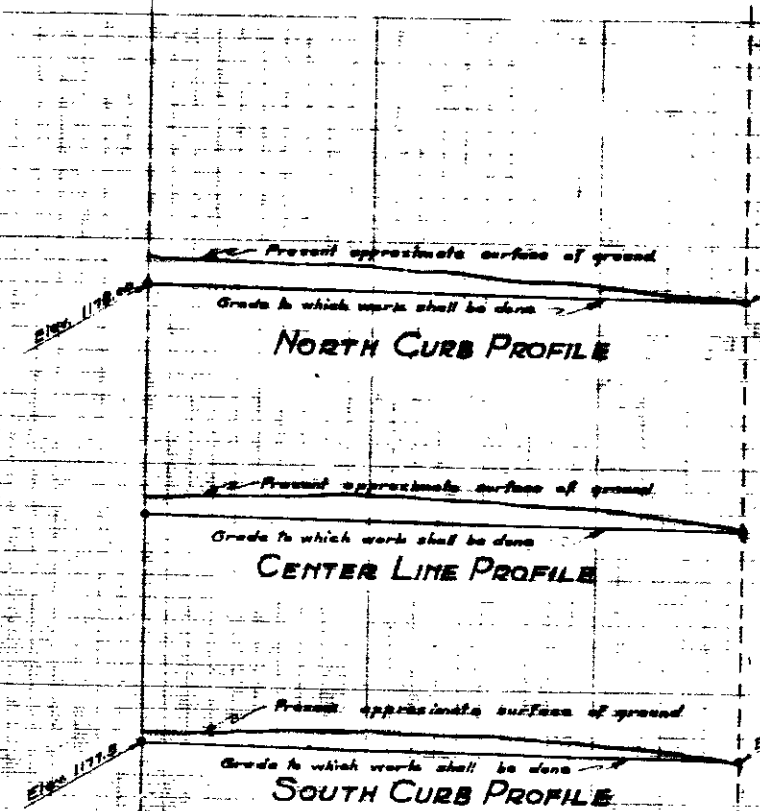 Present approximate surface of ground
Elev.
Grade to which work shall be done
NORTH CURB PROFILE
Present approximate surface of ground
Grade to which work shall be done
CENTER LINE PROFILE
Present approximate surface of ground
Elev. 1177.5
Grade to which work shall be done
SOUTH CURB PROFILE